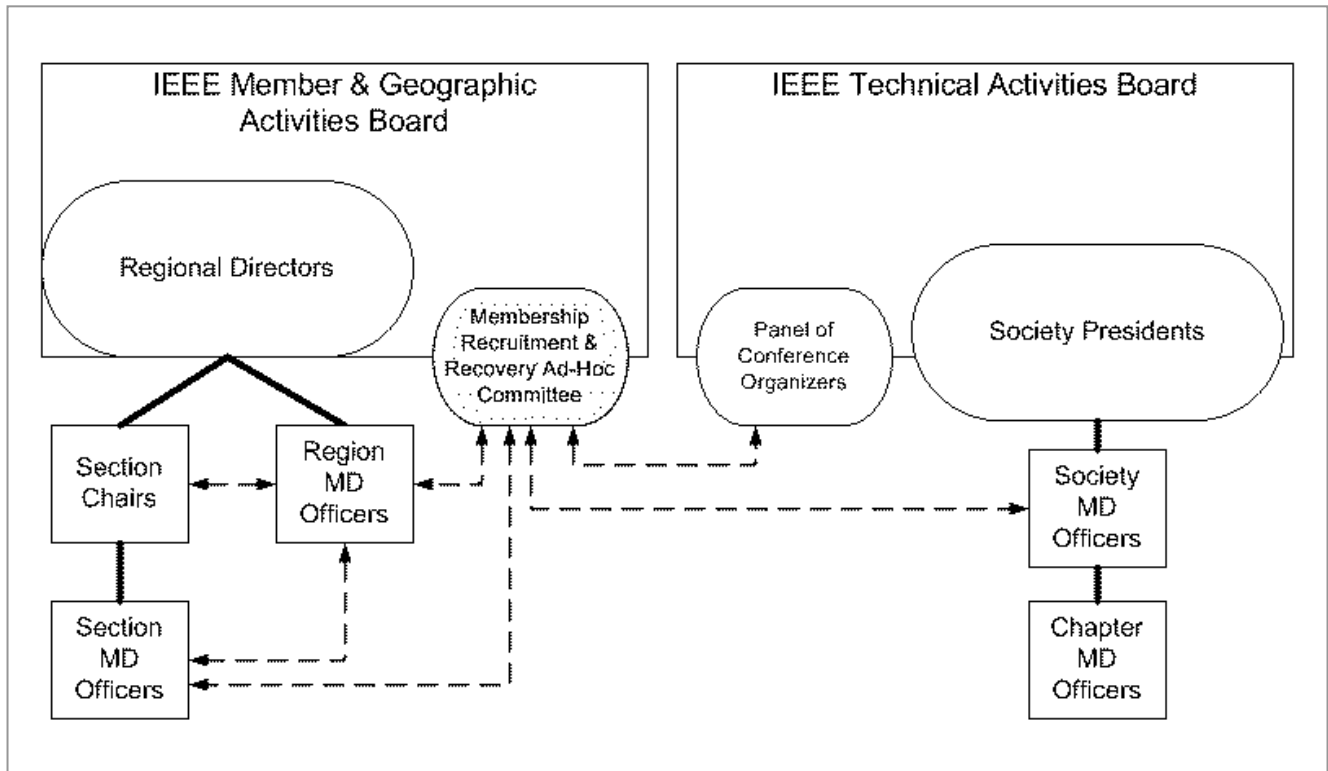 IEEE Member & Geographic
Activities Board
IEEE Technical Activities Board
Regional Directors
Membership
Recruitment &
Recovery Ad-Hoc
Committee
Panel of
Conference
Organizers
Society Presidents
Section
Chairs
Region
MD
Officers
Society
MD
Officers
Section
MD
Officers
Chapter
MD
Officers